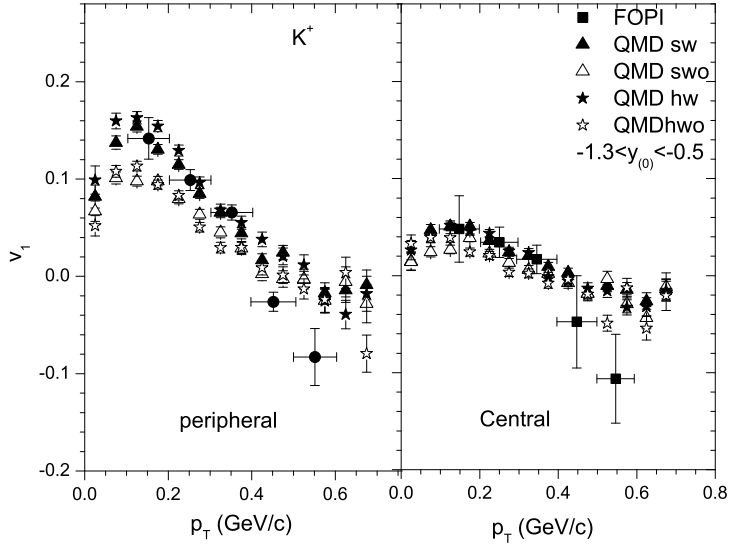 K+
FOPI
QMD sw
QMD swo
QMD hw
QMDhwo
-1.3<y(0)<-0.5
v1
0.2
0.1
0.0
-0.1
-0.2
peripheral
Central
0.0 0.2 0.4 0.6 0.0 0.2 0.4 0.6 0.8
pT (GeV/c) pT (GeV/c)